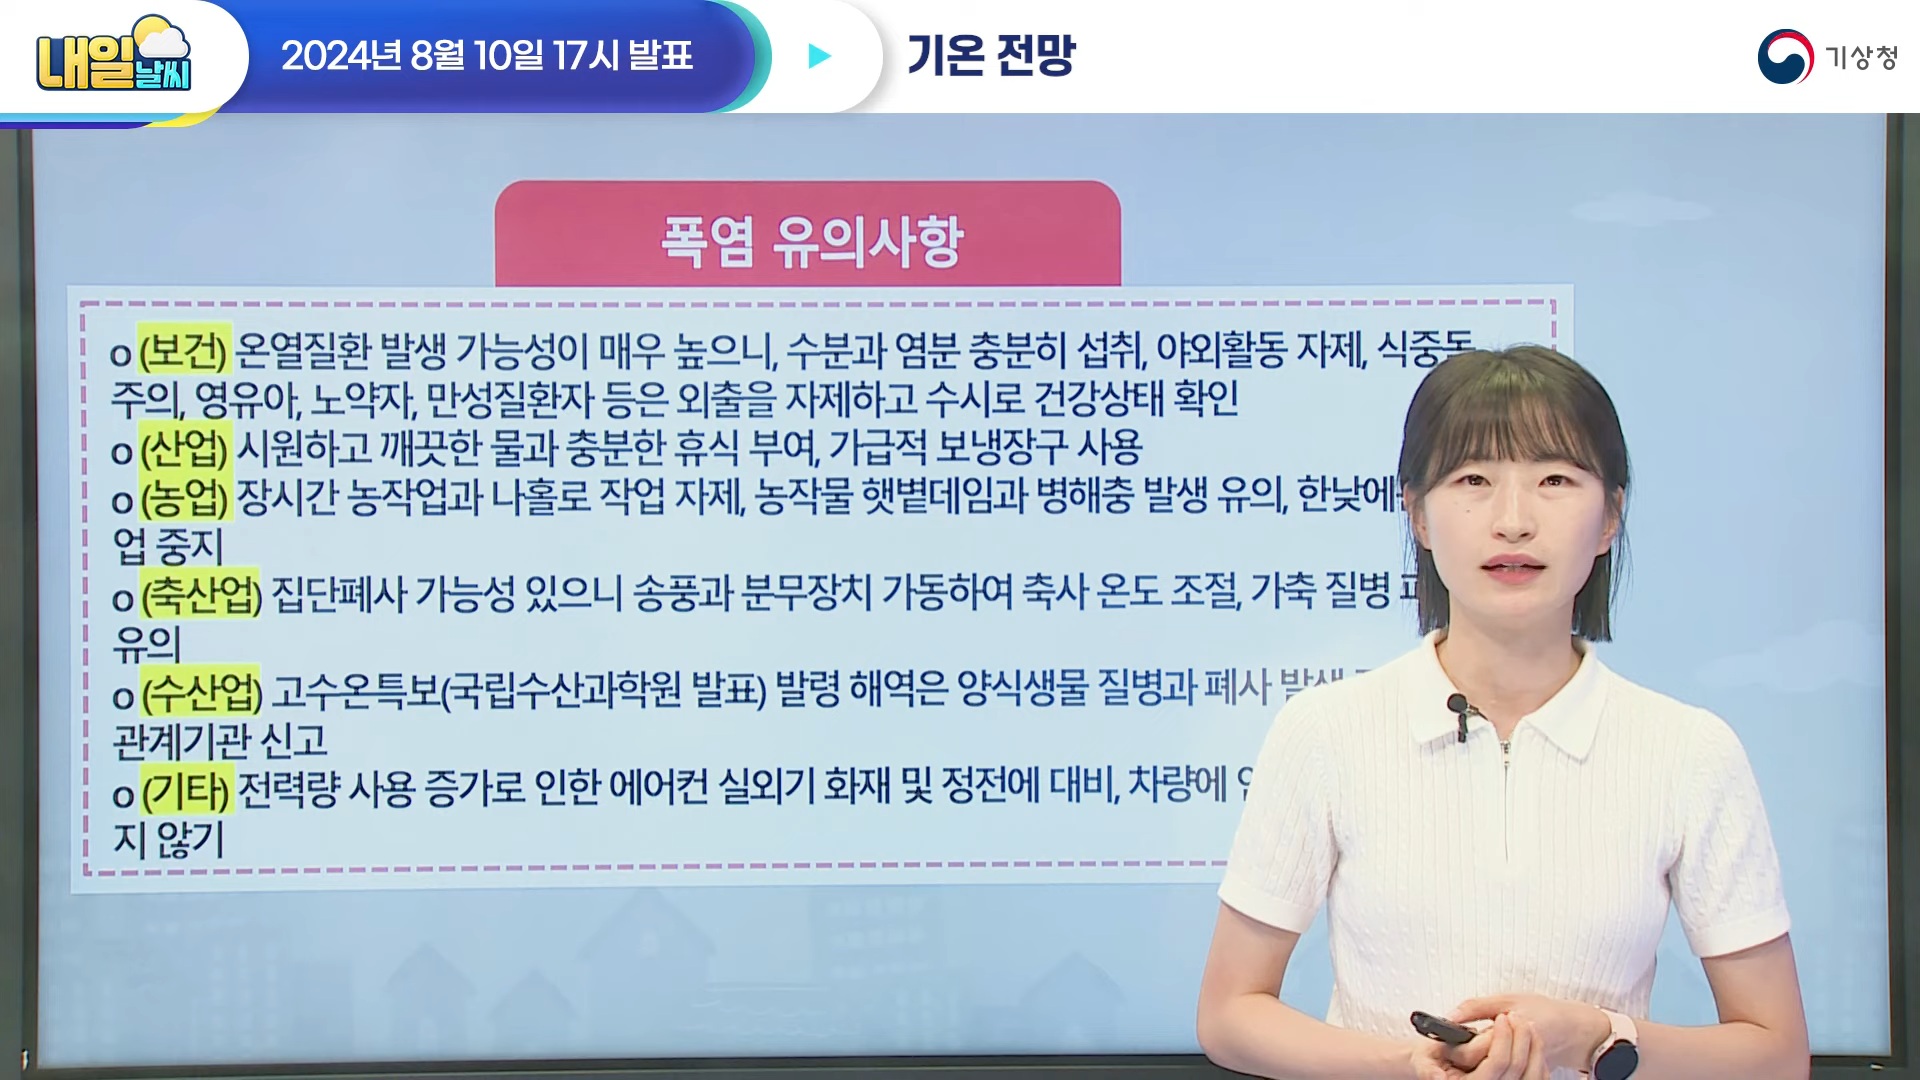 내일날씨
2024년 8월 10일 17시 발표
기온 전망
기상청
폭염 유의사항
o (보건) 온열질환 발생 가능성이 매우 높으니, 수분과 염분 충분히 섭취, 야외활동 자제, 식중독
주의, 영유아, 노약자, 만성질환자 등은 외출을 자제하고 수시로 건강상태 확인
o (산업) 시원하고 깨끗한 물과 충분한 휴식 부여, 가급적 보냉장구 사용
o (농업) 장시간 농작업과 나홀로 작업 자제, 농작물 햇볕데임과 병해충 발생 유의, 한낮에는
업 중지
o (축산업) 집단폐사 가능성 있으니 송풍과 분무장치 가동하여 축사 온도 조절, 가축 질병
유의
o (수산업) 고수온특보(국립수산과학원 발표) 발령 해역은 양식생물 질병과 폐사 발생
관계기관 신고
o (기타) 전력량 사용 증가로 인한 에어컨 실외기 화재 및 정전에 대비, 차량에
지 않기